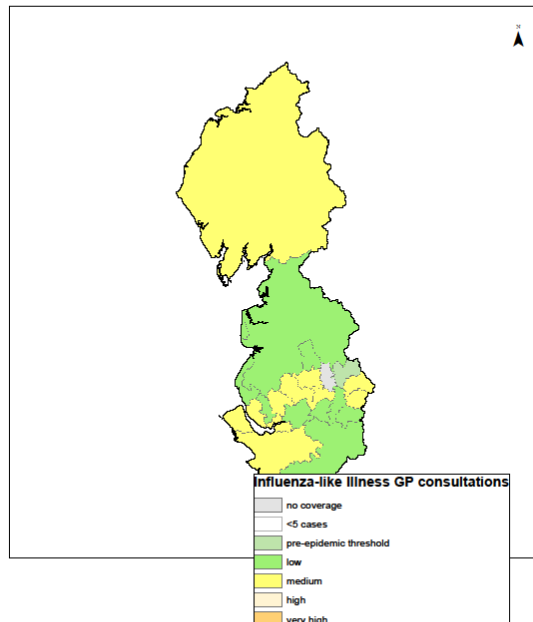 N
Influenza-like Illness GP consultations
no coverage
<5 cases
pre-epidemic threshold
low
medium
high
very high